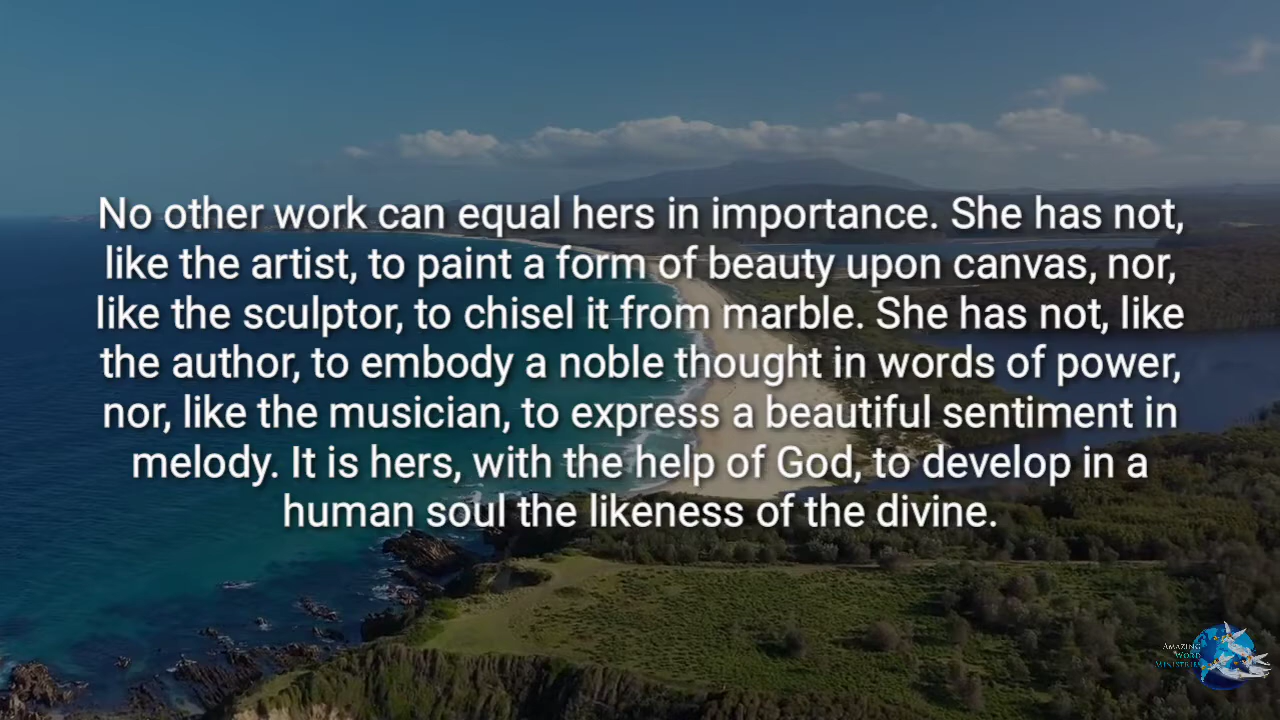 No other work can equal hers in importance. She has not,
like the artist, to paint a form of beauty upon canvas, nor,
like the sculptor, to chisel it from marble. She has not, like
the author, to embody a noble thought in words of power,
nor, like the musician, to express a beautiful sentiment in
melody. It is hers, with the help of God, to develop in a
human soul the likeness of the divine.
Amazing
Word
Ministries